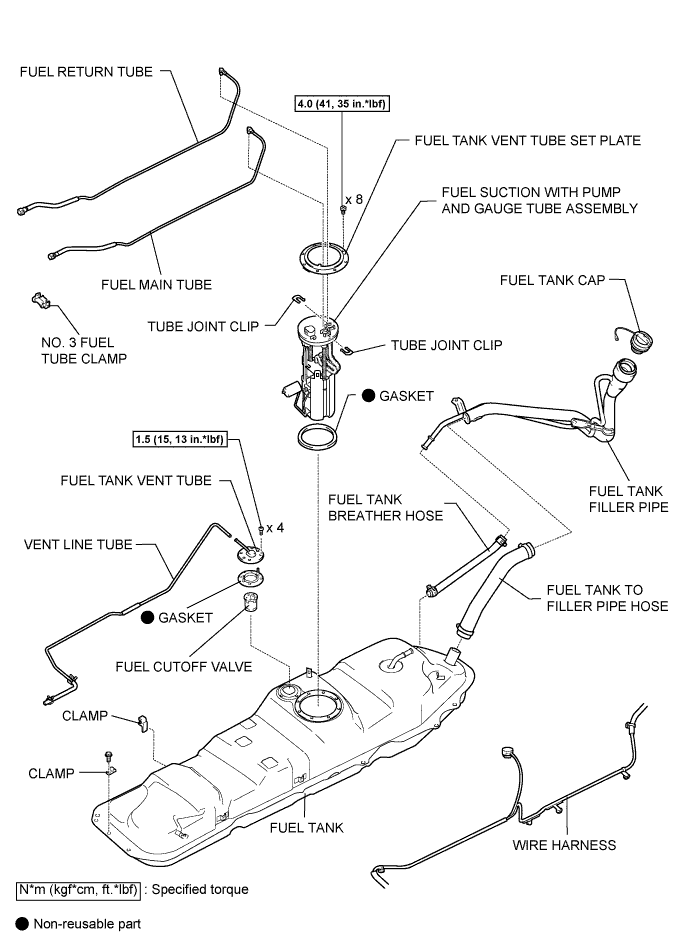 FUEL RETURN TUBE
4.0 (41, 35 in.*lbf)
FUEL TANK VENT TUBE SET PLATE
x 8
FUEL SUCTION WITH PUMP
AND GAUGE TUBE ASSEMBLY
FUEL MAIN TUBE
FUEL TANK CAP
TUBE JOINT CLIP
NO. 3 FUEL
TUBE CLAMP
TUBE JOINT CLIP
GASKET
1.5 (15, 13 in.*lbf)
FUEL TANK VENT TUBE
FUEL TANK
FILLER PIPE
FUEL TANK
BREATHER HOSE
x 4
VENT LINE TUBE
FUEL TANK TO
FILLER PIPE HOSE
GASKET
FUEL CUTOFF VALVE
CLAMP
CLAMP
FUEL TANK
WIRE HARNESS
N*m (kgf*cm, ft.*lbf) : Specified torque
Non-reusable part